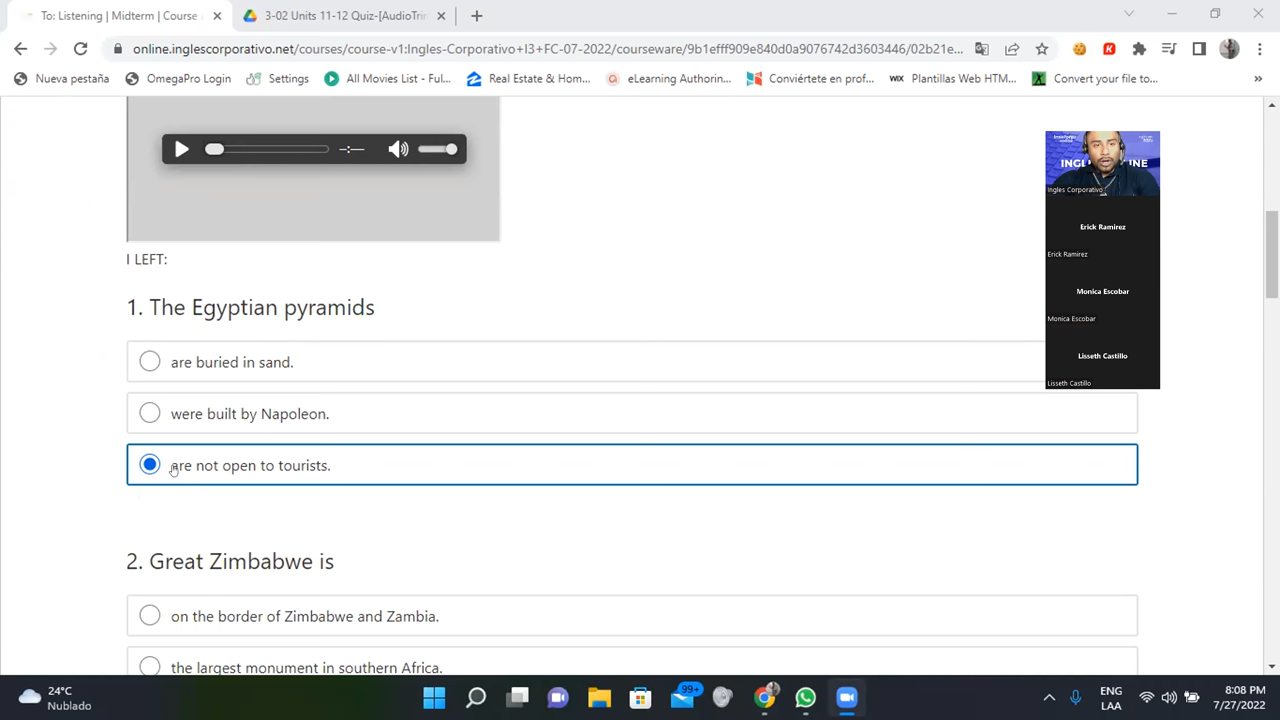 To: Listening | Midterm | Course
3-02 Units 11-12 Quiz-[AudioTrim
online.inglescorporativo.net/courses/course-v1:Ingles-Corporativo I3+FC-07-2022/courseware/9b1efff909e840d0a9076742d3603446/02b21e...
Nueva pestaña
OmegaPro Login
Settings
All Movies List - Ful...
Real Estate & Hom...
eLearning Authorin...
Conviértete en prof...
WIX Plantillas Web HTM...
Convert your file to...
»
I LEFT:
1. The Egyptian pyramids
are buried in sand.
were built by Napoleon.
are not open to tourists.
2. Great Zimbabwe is
on the border of Zimbabwe and Zambia.
the largest monument in southern Africa.
Ingles Corporativo
Erick Ramirez
Erick Ramirez
Monica Escobar
Monica Escobar
Lisseth Castillo
Lisseth Castillo
24°C
Nublado
99+
ENG
LAA
8:08 PM
7/27/2022